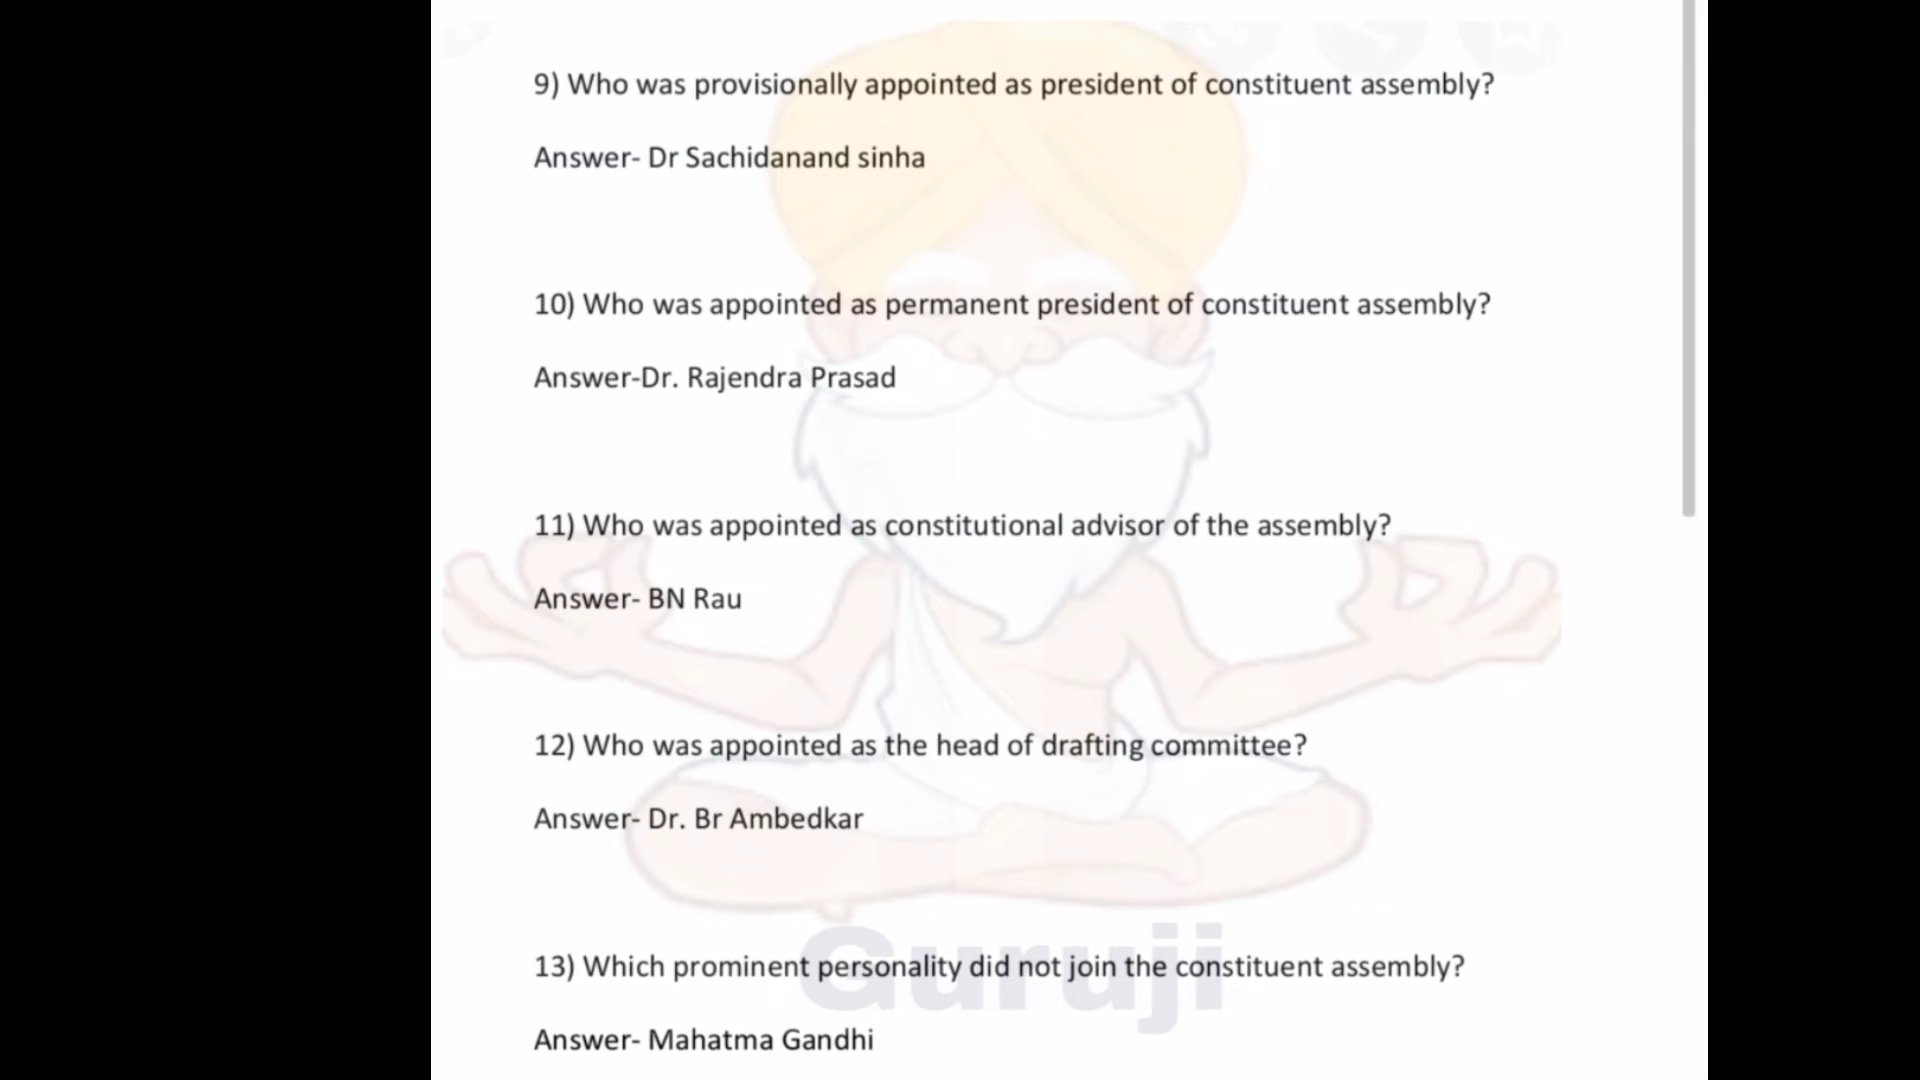 9) Who was provisionally appointed as president of constituent assembly?
Answer- Dr Sachidanand sinha
10) Who was appointed as permanent president of constituent assembly?
Answer-Dr. Rajendra Prasad
11) Who was appointed as constitutional advisor of the assembly?
Answer- BN Rau
12) Who was appointed as the head of drafting committee?
Answer- Dr. Br Ambedkar
Guruji
13) Which prominent personality did not join the constituent assembly?
Answer- Mahatma Gandhi